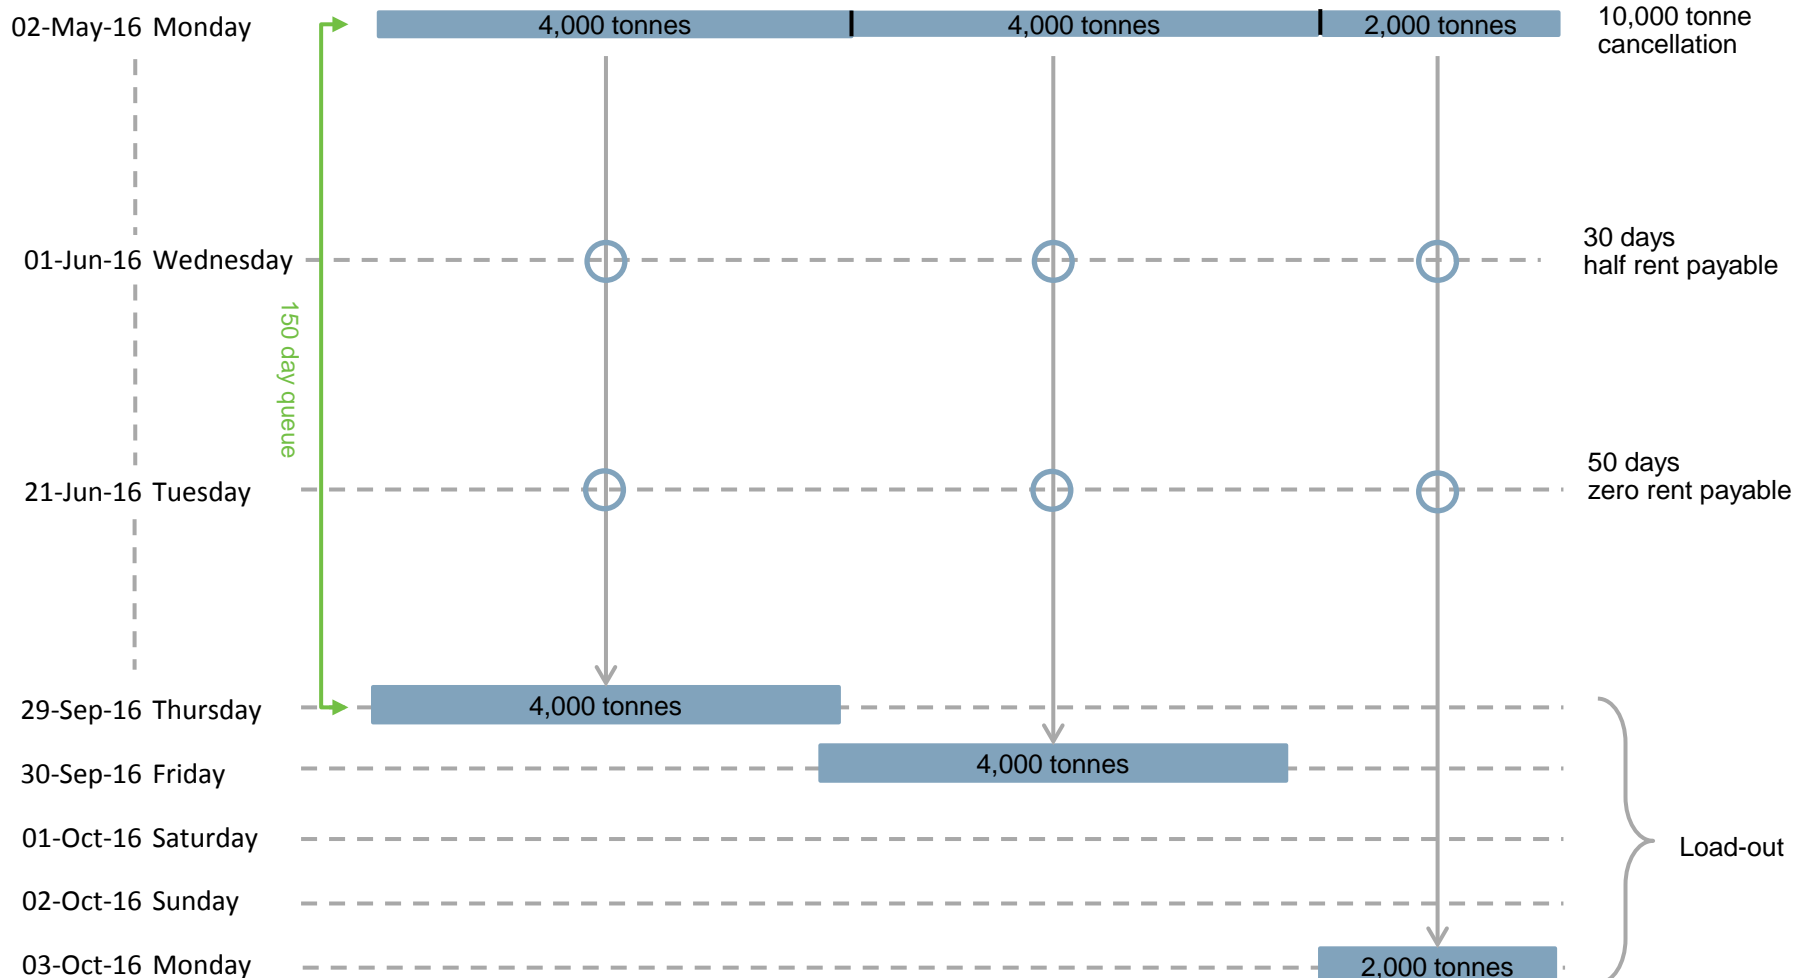 02-May-16 Monday
4,000 tonnes
4,000 tonnes
2,000 tonnes
10,000 tonne
cancellation
01-Jun-16 Wednesday
30 days
half rent payable
150 day queue
21-Jun-16 Tuesday
50 days
zero rent payable
29-Sep-16 Thursday
4,000 tonnes
30-Sep-16 Friday
4,000 tonnes
01-Oct-16 Saturday
Load-out
02-Oct-16 Sunday
03-Oct-16 Monday
2,000 tonnes